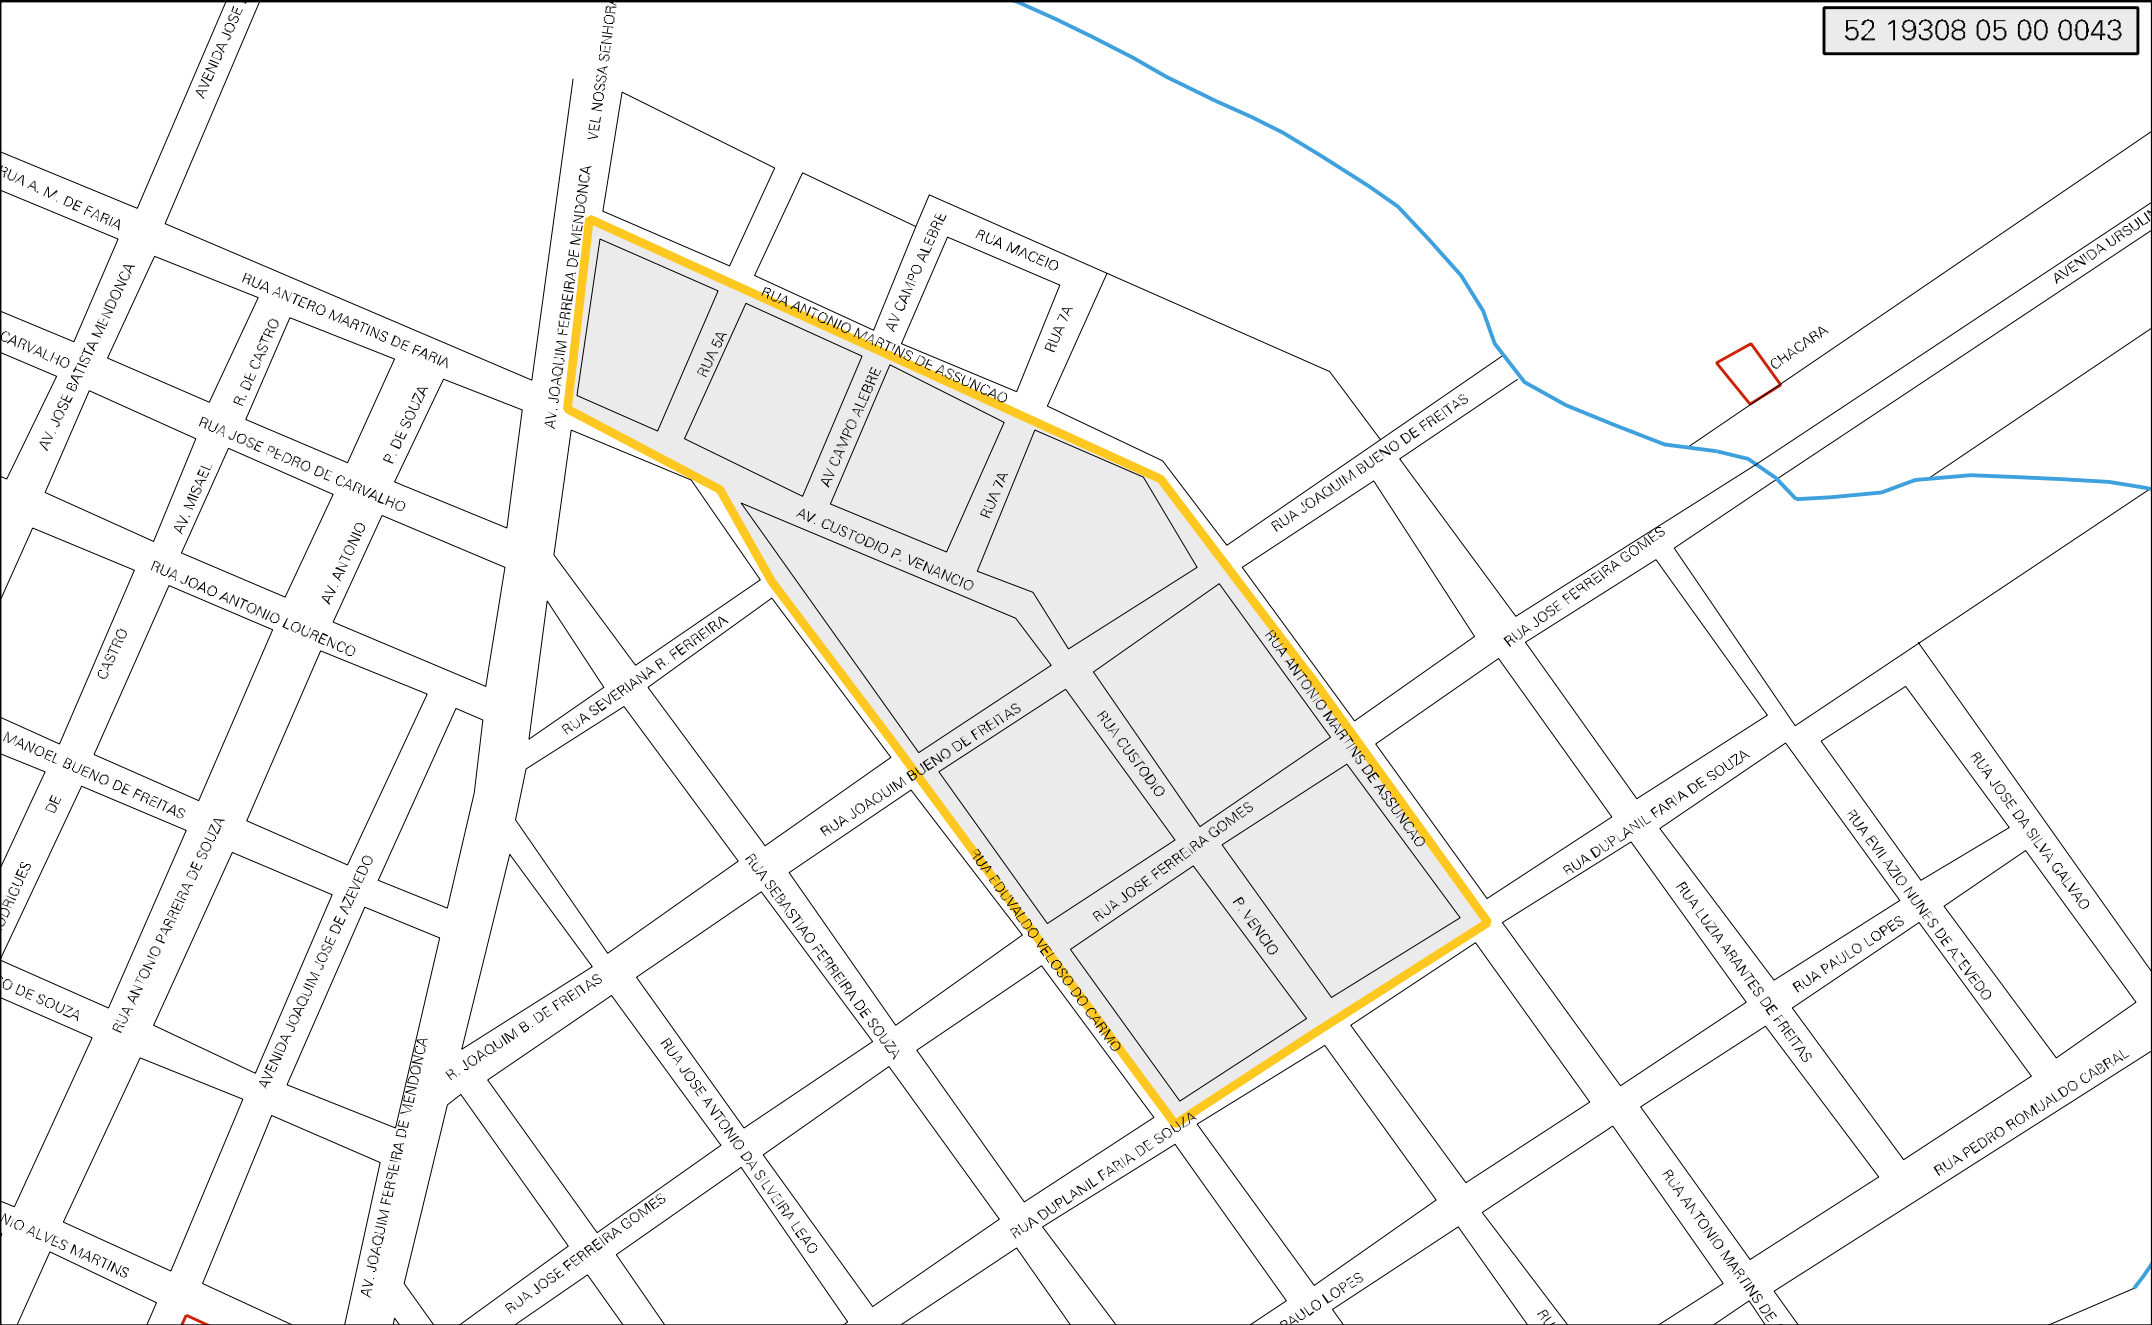 52 19308 05 00 0043
AVENIDA JOSE
VEL NOSSA SENHORA
RUA A. M. DE FARIA
AV. JOAQUIM FERREIRA DE MENDONCA
AV CAMPO ALEBRE
RUA MACEIO
AVENIDA URSULIN
AV. JOSE BATISTA MENDONCA
RUA ANTERO MARTINS DE FARIA
RUA ANTONIO MARTINS DE ASSUNCAO
RUA 7A
CHACARA
CARVALHO
R. DE CASTRO
RUA 5A
P. DE SOUZA
AV CAMPO ALEBRE
RUA JOAQUIM BUENO DE FREITAS
RUA JOSE PEDRO DE CARVALHO
AV. MISAEL
RUA 7A
AV. CUSTODIO P. VENANCIO
AV. ANTONIO
RUA JOSE FERREIRA GOMES
RUA JOAO ANTONIO LOURENCO
CASTRO
RUA SEVERIANA R. FERREIRA
RUA ANTONIO MARTINS DE ASSUNCAO
RUA JOAQUIM BUENO DE FREITAS
RUA CUSTODIO
MANOEL BUENO DE FREITAS
DE
RUA DUPLANIL FARIA DE SOUZA
RUA JOSE DA SILVA GALVAO
RUA JOSE FERREIRA GOMES
RUA EVILAZIO NUNES DE AZEVEDO
RUA ANTONIO PARREIRA DE SOUZA
AVENIDA JOAQUIM JOSE DE AZEVEDO
RUA SEBASTIAO FERREIRA DE SOUZA
RUA EDUVALDO VELOSO DO CARMO
P. VENCIO
RUA LUZIA ARANTES DE FREITAS
RUA PAULO LOPES
ODRIGUES
O DE SOUZA
R. JOAQUIM B. DE FREITAS
RUA JOSE ANTONIO DA SILVEIRA LEAO
AV. JOAQUIM FERREIRA DE MENDONCA
RUA DUPLANIL FARIA DE SOUZA
RUA PEDRO ROMUALDO CABRAL
NIO ALVES MARTINS
RUA JOSE FERREIRA GOMES
RUA ANTONIO MARTINS DE
PAULO LOPES
RU